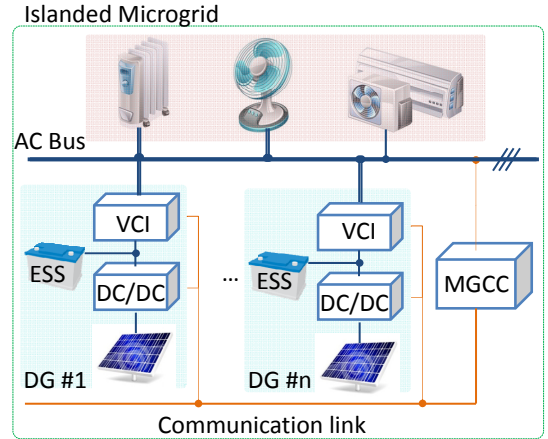 Islanded Microgrid
AC Bus
VCI
VCI
ESS
... ESS
MGCC
DC/DC
DC/DC
DG #1
DG #n
Communication link